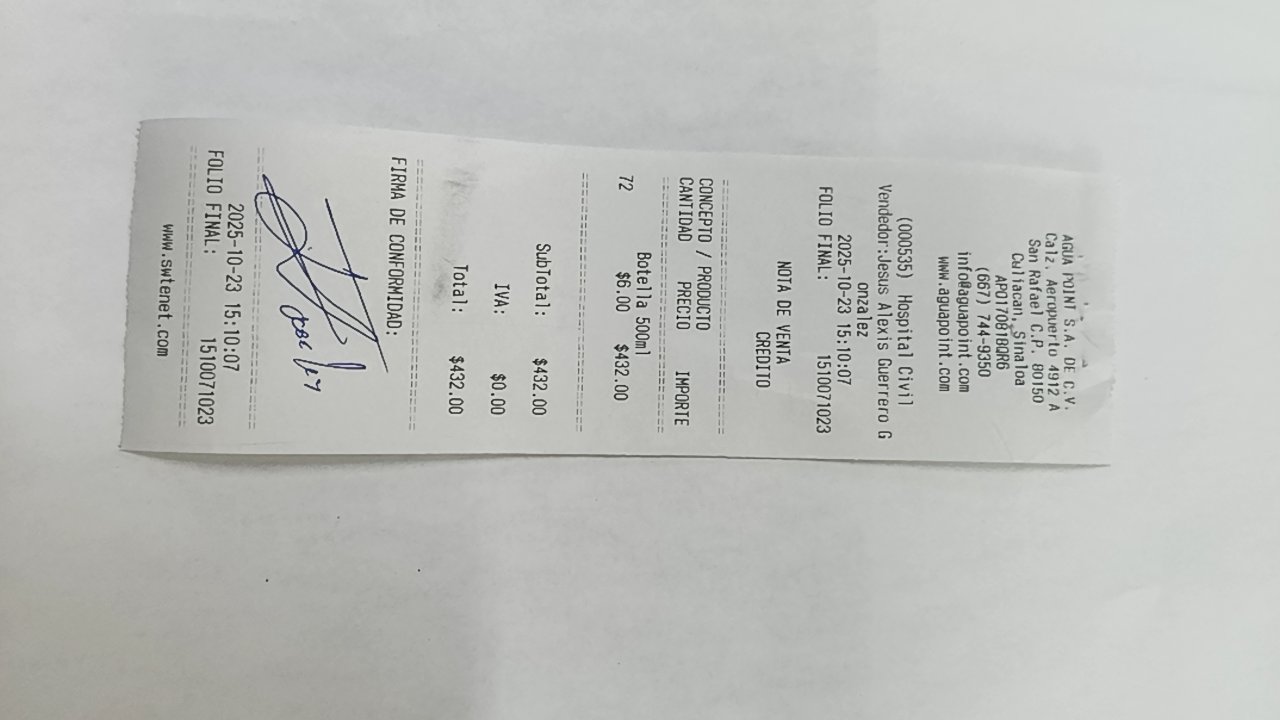 AGUA POINT S.A. DE C.V.
Calz. Aeropuerto 4912 A
San Rafael C.P. 80150
Culiacan, Sinaloa
APO170818QR6
(667) 744-9350
info@aguapoint.com
www.aguapoint.com
(000535) Hospital Civil
Vendedor:Jesus Alexis Guerrero G
onzalez
2025-10-23 15:10:07
FOLIO FINAL: 1510071023
NOTA DE VENTA
CREDITO
================================
CONCEPTO / PRODUCTO
CANTIDAD PRECIO IMPORTE
================================
Botella 500ml
72 $6.00 $432.00
================================
SubTotal: $432.00
IVA: $0.00
Total: $432.00
================================
FIRMA DE CONFORMIDAD:
================================
2025-10-23 15:10:07
FOLIO FINAL: 1510071023
================================
www.swtenet.com